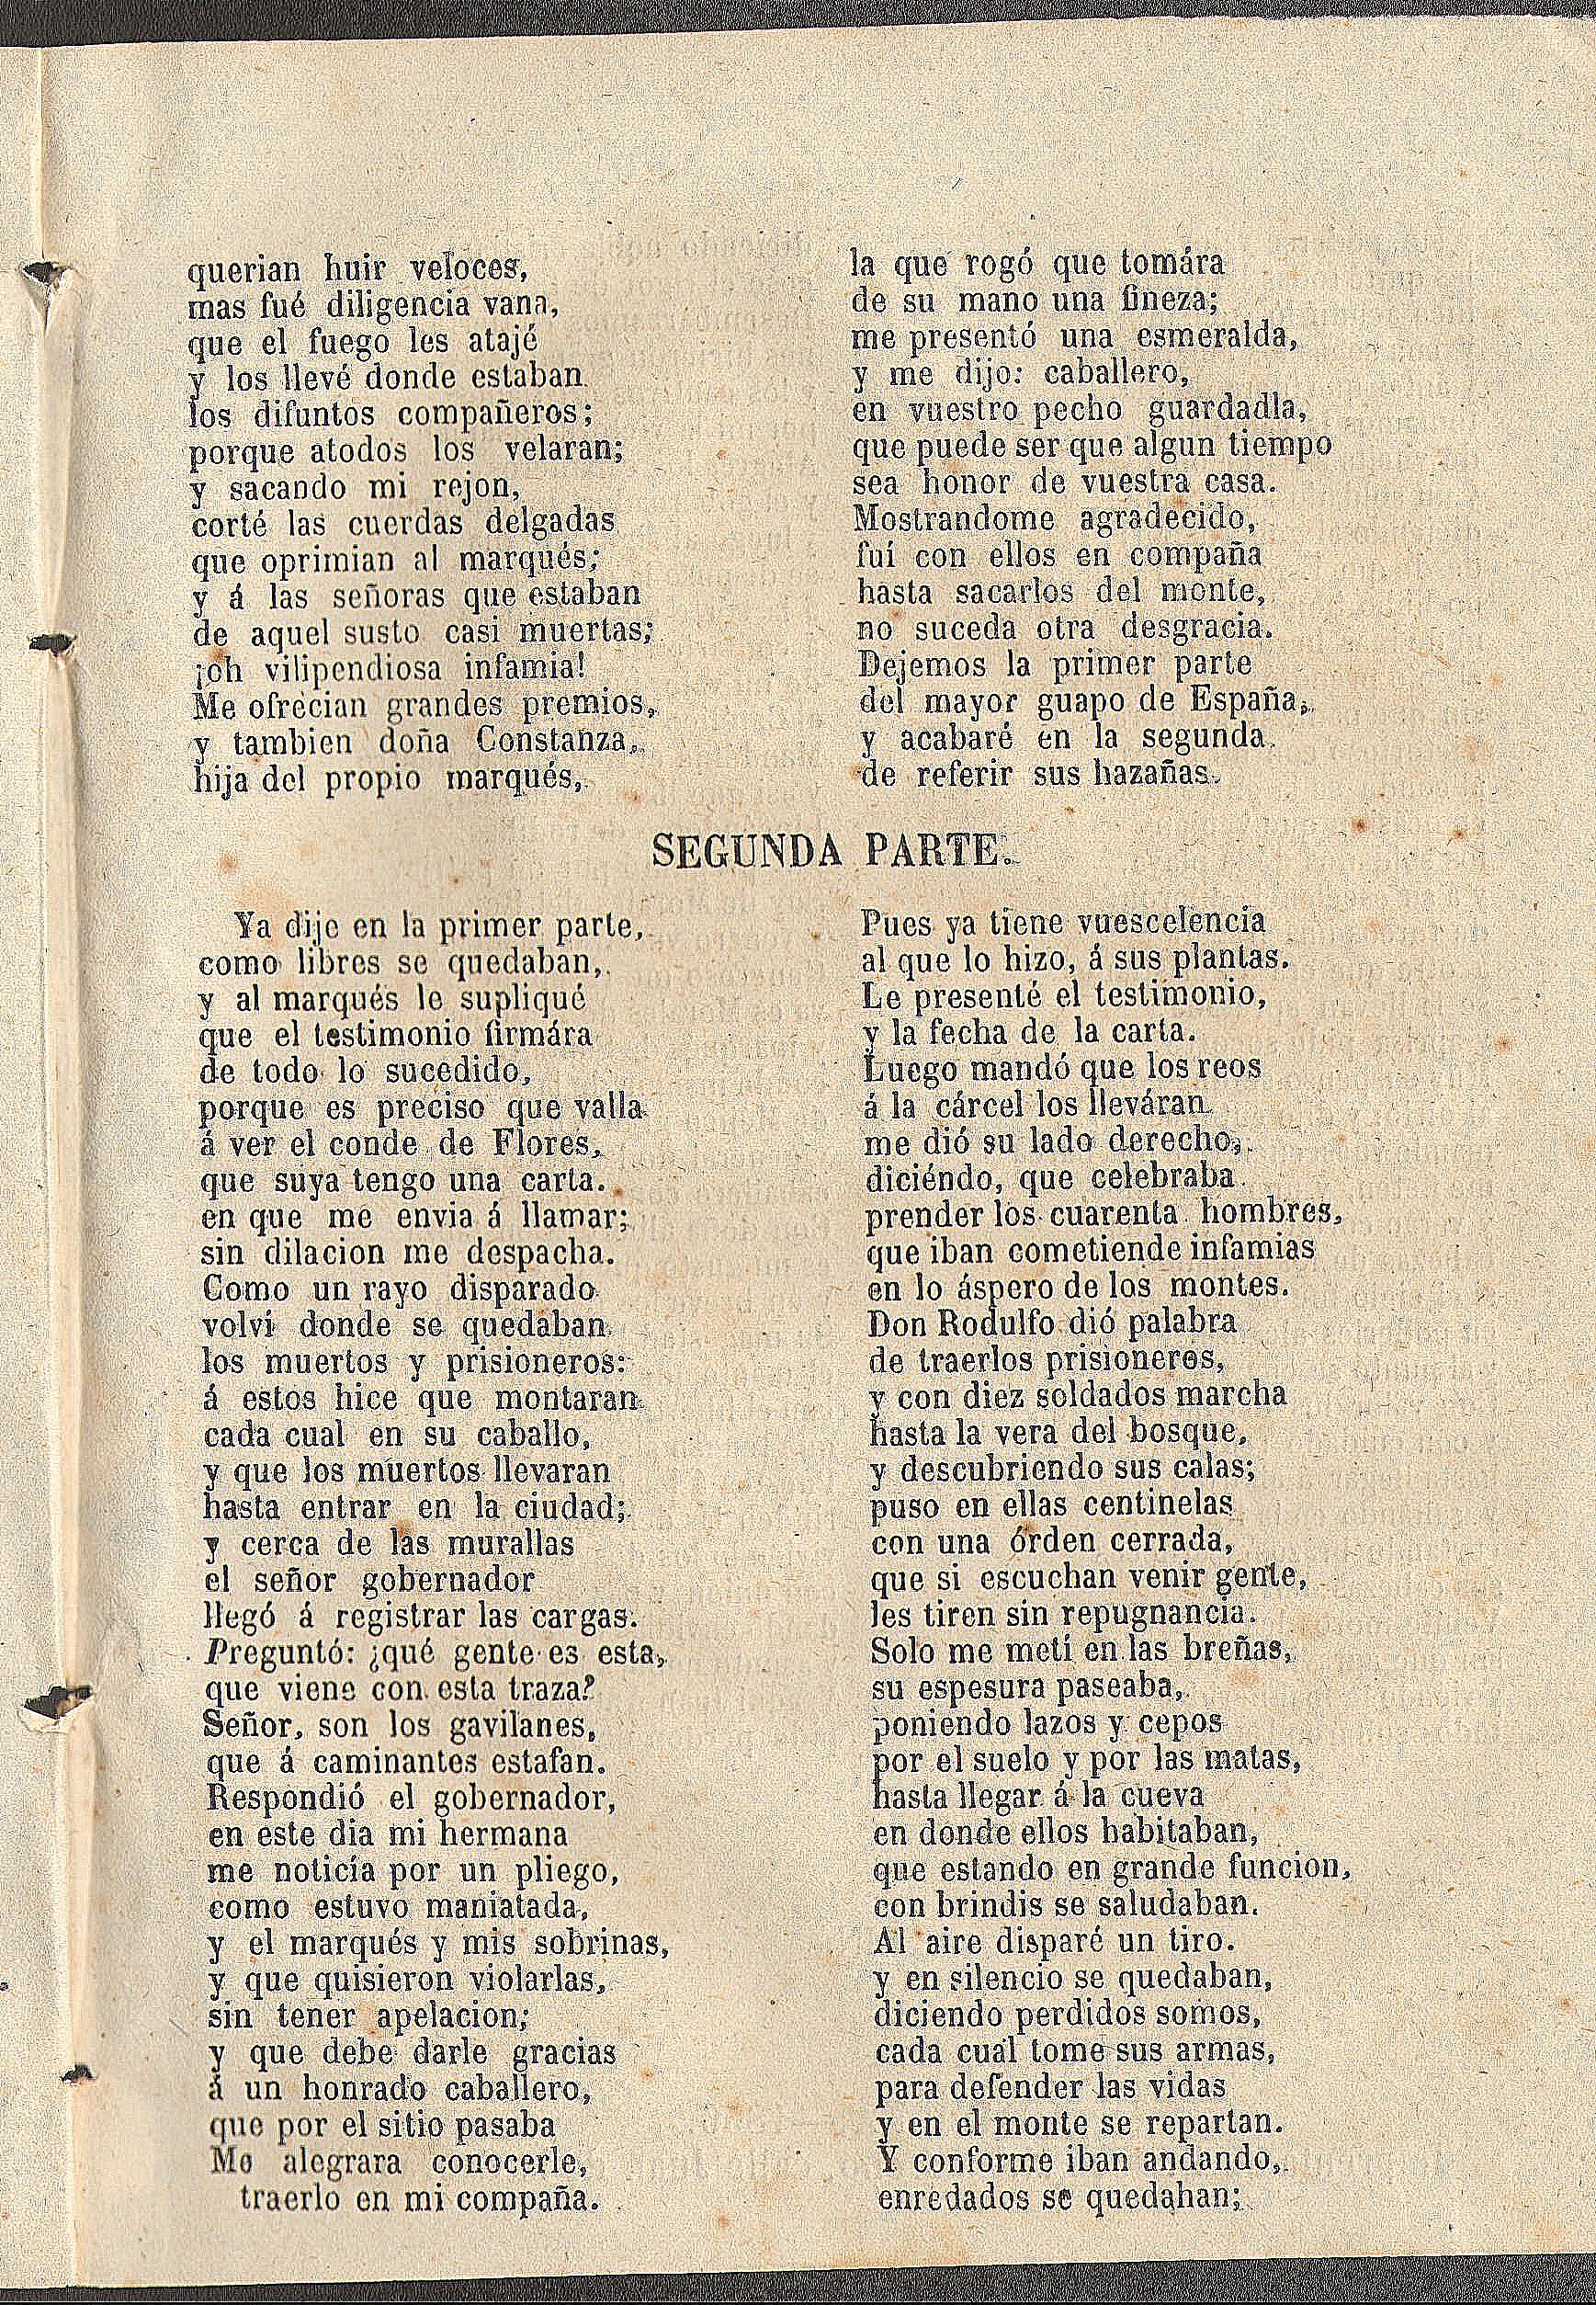 querian huir veloces,
mas fué diligencia vana,
que el fuego les atajé
y los llevé donde estaban
los difuntos compañeros;
porque atodos los velaran;
y sacando mi rejon,
corté las cuerdas delgadas
que oprimian al marqués;
y á las señoras que estaban
de aquel susto casi muertas;
¡oh vilipendiosa infamia!
Me ofrecian grandes premios,
y tambien doña Constanza,
hija del propio marqués,
la que rogó que tomára
de su mano una fineza;
me presentó una esmeralda,
y me dijo: caballero,
en vuestro pecho guardadla,
que puede ser que algun tiempo
sea honor de vuestra casa.
Mostrandome agradecido,
fuí con ellos en compaña
hasta sacarlos del monte,
no suceda otra desgracia.
Dejemos la primer parte
del mayor guapo de España,
y acabaré en la segunda
de referir sus hazañas.
SEGUNDA PARTE.
Ya dije en la primer parte,
como libres se quedaban,
y al marqués le supliqué
que el testimonio firmára
de todo lo sucedido,
porque es preciso que valla
á ver el conde de Flores,
que suya tengo una carta.
en que me envia á llamar;
sin dilacion me despacha.
Como un rayo disparado
volví donde se quedaban
los muertos y prisioneros:
á estos hice que montaran
cada cual en su caballo,
y que los muertos llevaran
hasta entrar en la ciudad;
y cerca de las murallas
el señor gobernador
llegó á registrar las cargas.
Preguntó: ¿qué gente es esta,
que viene con esta traza?
Señor, son los gavilanes,
que á caminantes estafan.
Respondió el gobernador,
en este dia mi hermana
me noticía por un pliego,
como estuvo maniatada,
y el marqués y mis sobrinas,
y que quisieron violarlas,
sin tener apelacion;
y que debe darle gracias
á un honrado caballero,
que por el sitio pasaba
Me alegrara conocerle,
traerlo en mi compaña.
Pues ya tiene vuescelencia
al que lo hizo, á sus plantas.
Le presenté el testimonio,
y la fecha de la carta.
Luego mandó que los reos
á la cárcel los lleváran
me dió su lado derecho,
diciéndo, que celebraba
prender los cuarenta hombres,
que iban cometiende infamias
en lo áspero de los montes.
Don Rodulfo dió palabra
de traerlos prisioneros,
y con diez soldados marcha
hasta la vera del bosque,
y descubriendo sus calas;
puso en ellas centinelas
con una órden cerrada,
que si escuchan venir gente,
les tiren sin repugnancia.
Solo me metí en las breñas,
su espesura paseaba,
poniendo lazos y cepos
por el suelo y por las matas,
hasta llegar á la cueva
en donde ellos habitaban,
que estando en grande funcion,
con brindis se saludaban.
Al aire disparé un tiro.
y en silencio se quedaban,
diciendo perdidos somos,
cada cual tome sus armas,
para defender las vidas
y en el monte se repartan.
Y conforme iban andando,
enredados se quedahan;